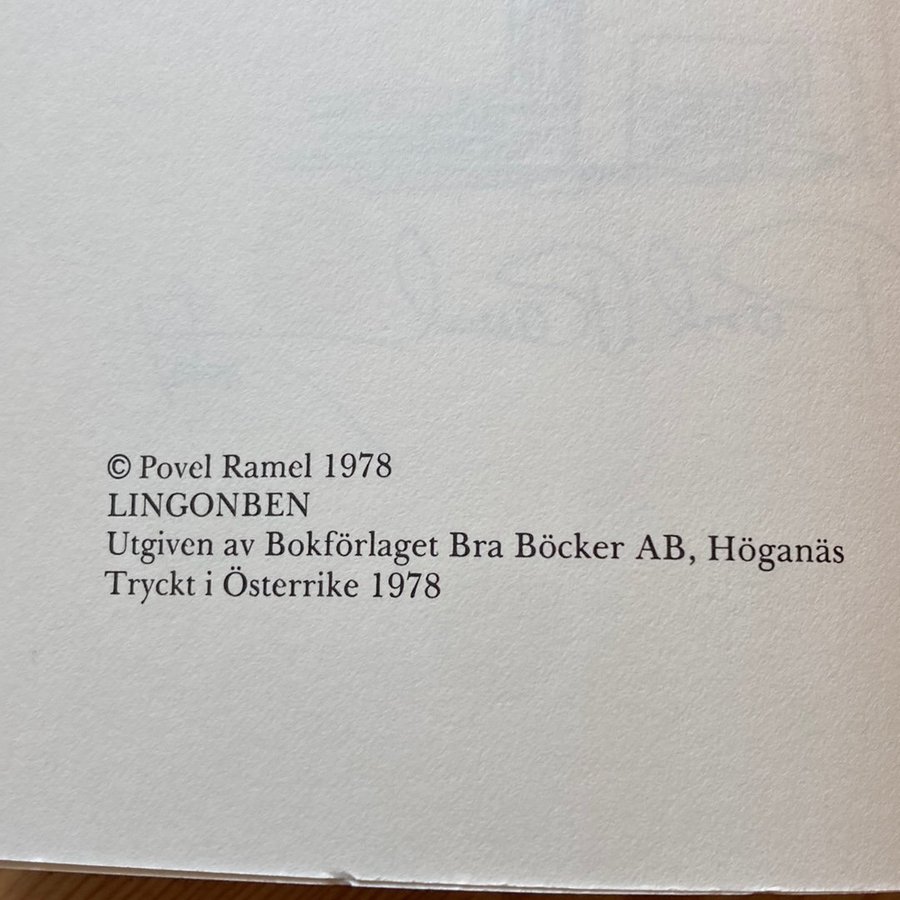 © Povel Ramel 1978
LINGONBEN
Utgiven av Bokförlaget Bra Böcker AB, Höganäs
Tryckt i Österrike 1978